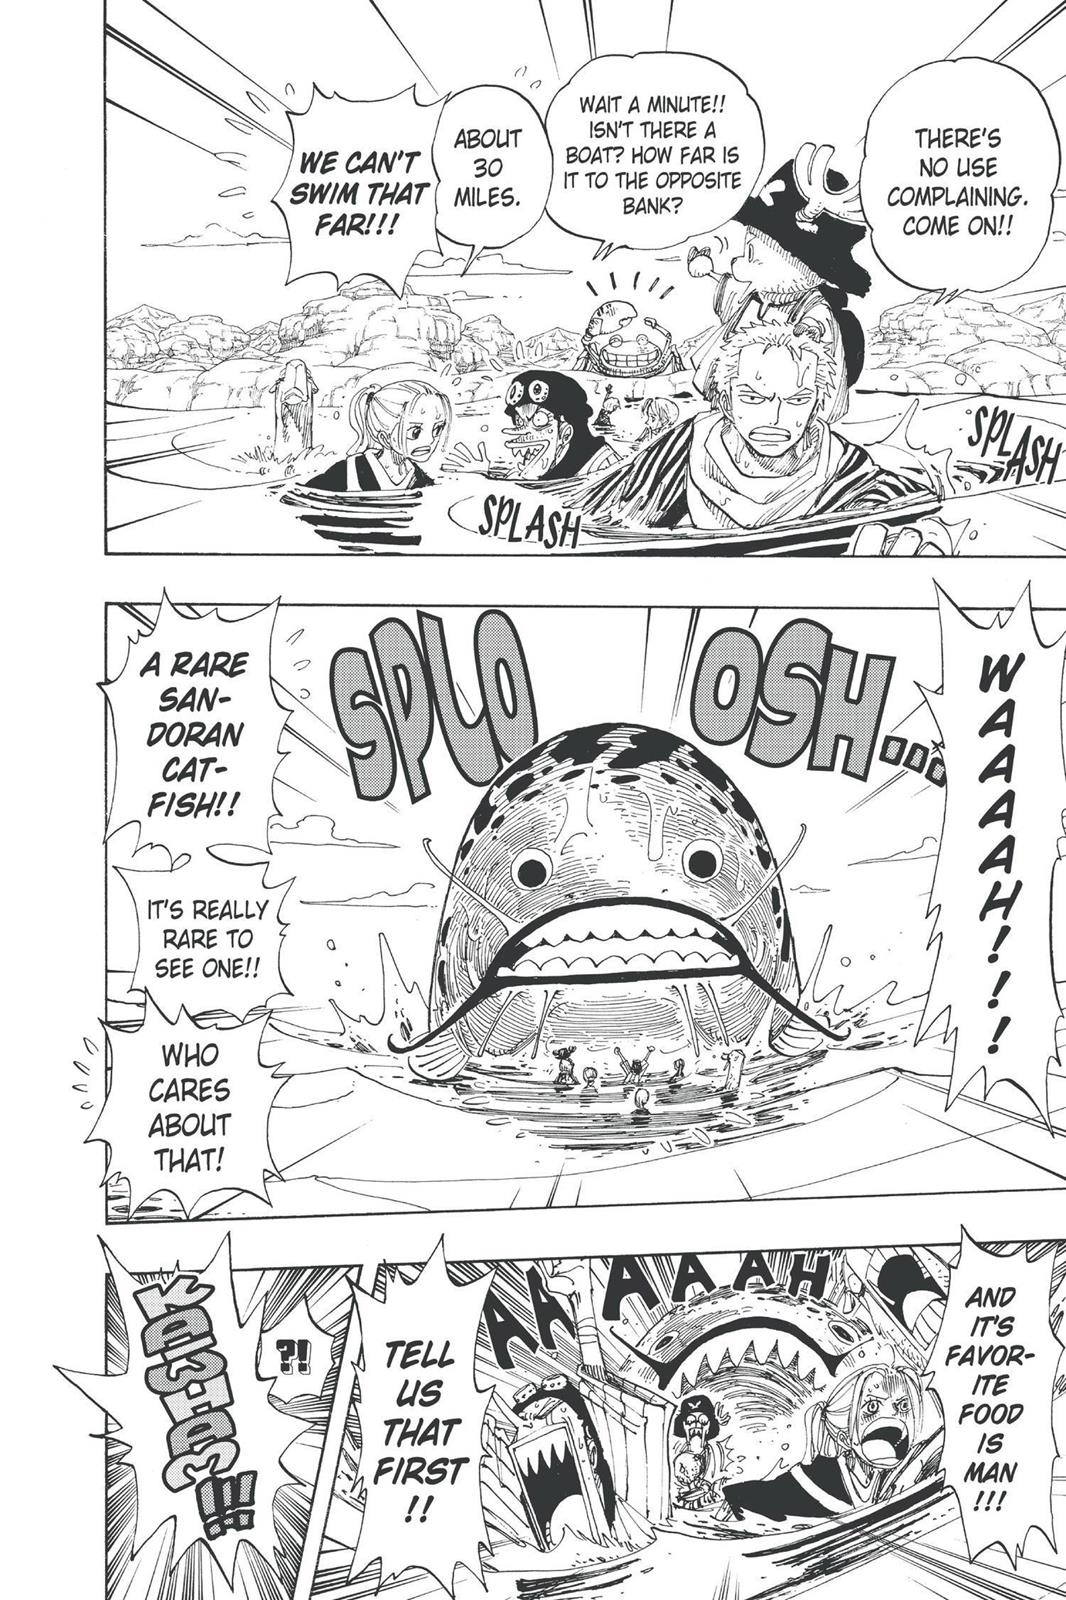 THERE'S
NO USE
COMPLAINING.
COME ON!!
WAIT A MINUTE!!
ISN'T THERE A
BOAT? HOW FAR IS
IT TO THE OPPOSITE
BANK?
ABOUT
30
MILES.
WE CAN'T
SWIM THAT
FAR!!!
SPLASH
SPLASH
WAAAAH!!!
SPLO
OSH...
A RARE
SAN-
DORAN
CAT-
FISH!!
IT'S REALLY
RARE TO
SEE ONE!!
WHO
CARES
ABOUT
THAT!
AND
IT'S
FAVOR-
ITE
FOOD IS
MAN
!!!
AAAAAAH
TELL
US
THAT
FIRST
!!
?!
KAWHAM!!!